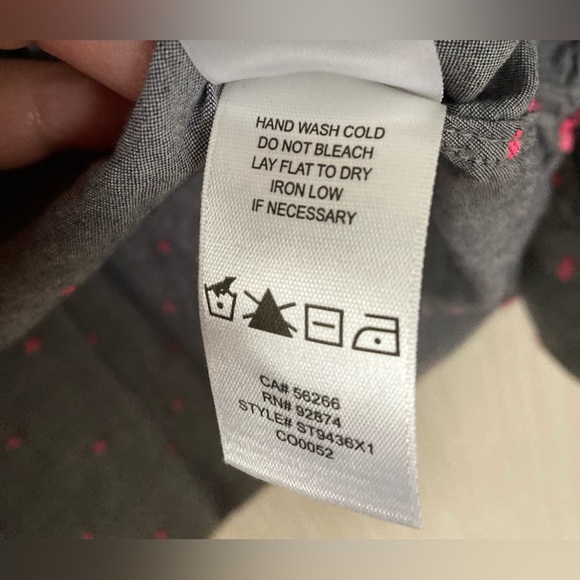 HAND WASH COLD
DO NOT BLEACH
LAY FLAT TO DRY
IRON LOW
IF NECESSARY
CA# 56266
RN# 92874
STYLE# ST9436X1
CO0052